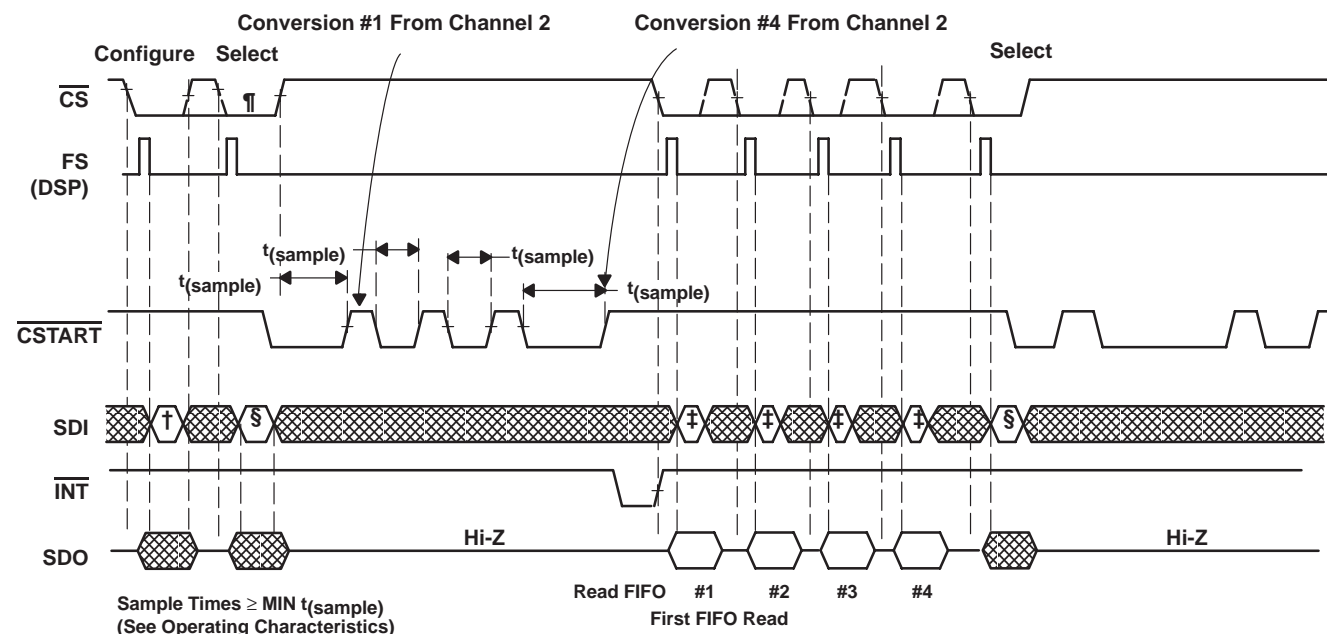 Conversion #1 From Channel 2
Conversion #4 From Channel 2
Configure
Select
Select
CS
¶
FS
(DSP)
t(sample)
t(sample)
t(sample)
t(sample)
CSTART
SDI
†
§
‡
‡
‡
‡
§
INT
SDO
Hi-Z
Hi-Z
Read FIFO
#1
#2
#3
#4
First FIFO Read
Sample Times ≥ MIN t(sample)
(See Operating Characteristics)